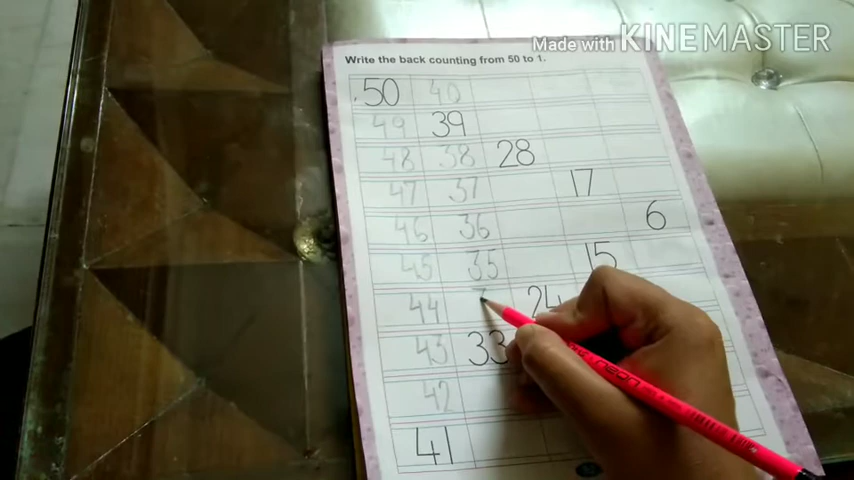 Made with KINEMASTER
Write the back counting from 50 to 1.
50 40
49 39
48 38 28
47 37 17
46 36 6
45 35 15
44 24
43 33
42
41